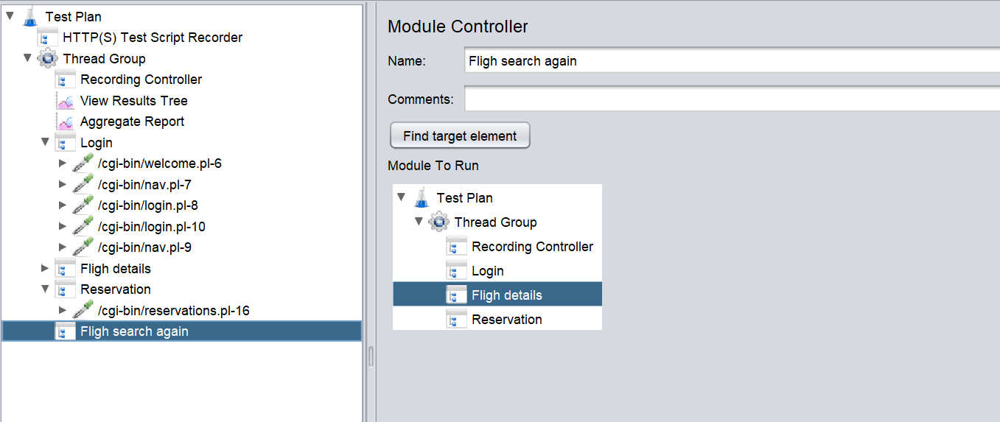 Test Plan
HTTP(S) Test Script Recorder
Thread Group
Recording Controller
View Results Tree
Aggregate Report
Login
/cgi-bin/welcome.pl-6
/cgi-bin/nav.pl-7
/cgi-bin/login.pl-8
/cgi-bin/login.pl-10
/cgi-bin/nav.pl-9
Fligh details
Reservation
/cgi-bin/reservations.pl-16
Fligh search again
Module Controller
Name: Fligh search again
Comments:
Find target element
Module To Run
Test Plan
Thread Group
Recording Controller
Login
Fligh details
Reservation